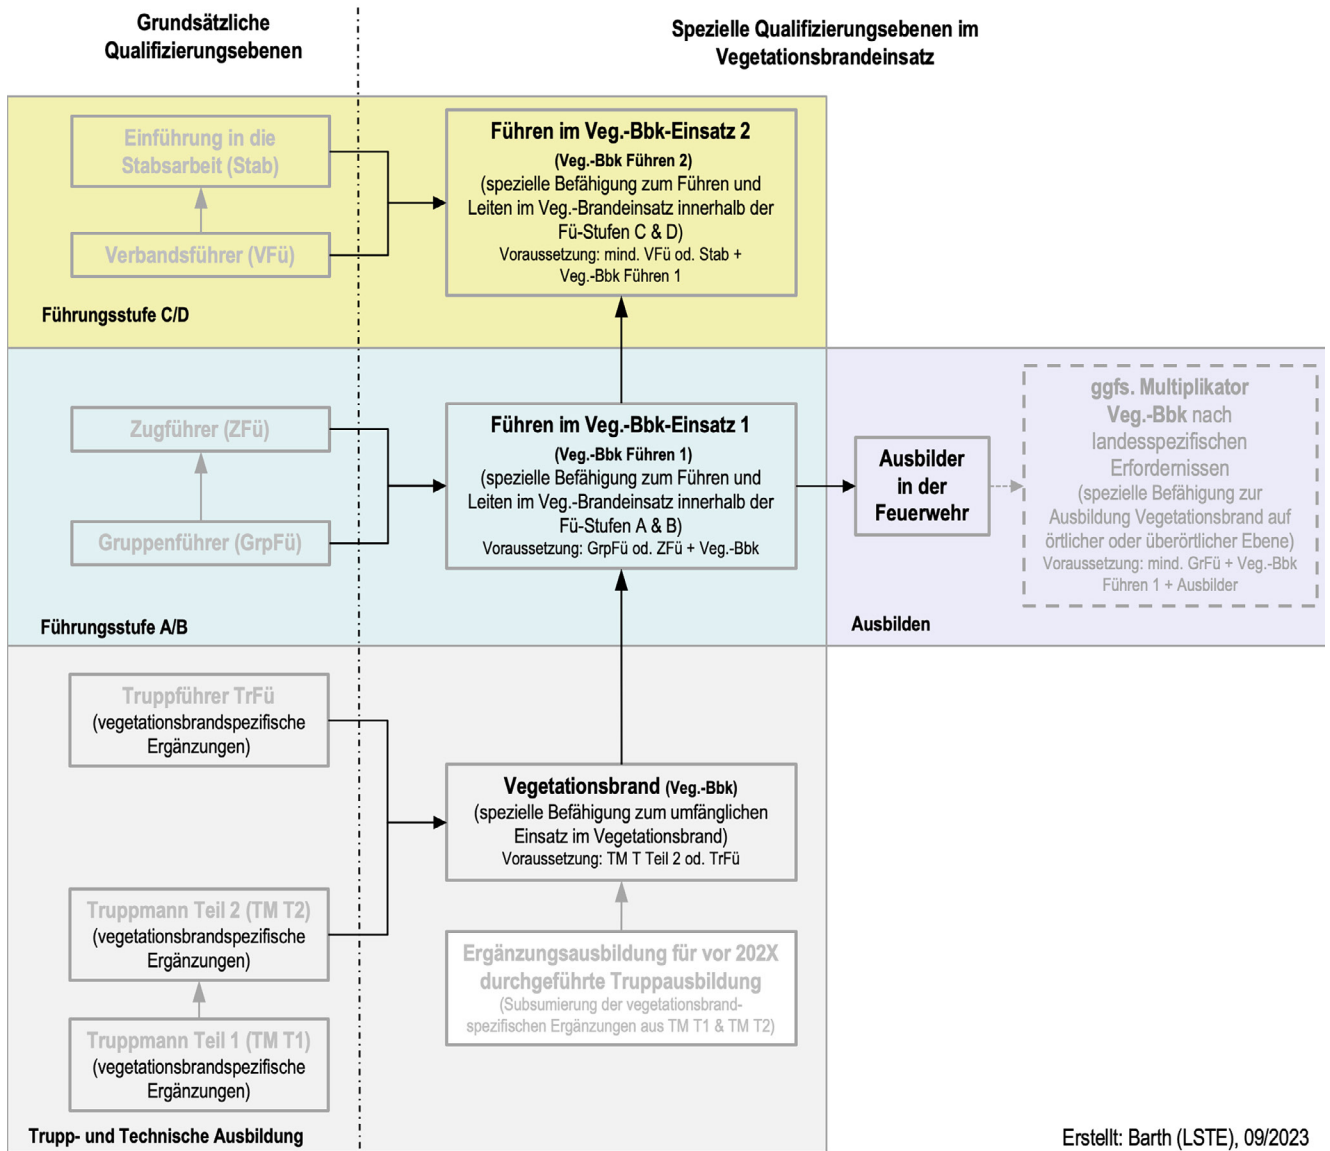 Grundsätzliche
Qualifizierungsebenen
Spezielle Qualifizierungsebenen im
Vegetationsbrandeinsatz
Einführung in die
Stabsarbeit (Stab)
Verbandsführer (VFü)
Führungsstufe C/D
Führen im Veg.-Bbk-Einsatz 2
(Veg.-Bbk Führen 2)
(spezielle Befähigung zum Führen und
Leiten im Veg.-Brandeinsatz innerhalb der
Fü-Stufen C & D)
Voraussetzung: mind. VFü od. Stab +
Veg.-Bbk Führen 1
Zugführer (ZFü)
Gruppenführer (GrpFü)
Führungsstufe A/B
Führen im Veg.-Bbk-Einsatz 1
(Veg.-Bbk Führen 1)
(spezielle Befähigung zum Führen und
Leiten im Veg.-Brandeinsatz innerhalb der
Fü-Stufen A & B)
Voraussetzung: GrpFü od. ZFü + Veg.-Bbk
Ausbilder
in der
Feuerwehr
ggfs. Multiplikator
Veg.-Bbk nach
landesspezifischen
Erfordernissen
(spezielle Befähigung zur
Ausbildung Vegetationsbrand auf
örtlicher oder überörtlicher Ebene)
Voraussetzung: mind. GrFü + Veg.-Bbk
Führen 1 + Ausbilder
Ausbilden
Truppführer TrFü
(vegetationsbrandspezifische
Ergänzungen)
Vegetationsbrand (Veg.-Bbk)
(spezielle Befähigung zum umfänglichen
Einsatz im Vegetationsbrand)
Voraussetzung: TM T Teil 2 od. TrFü
Truppmann Teil 2 (TM T2)
(vegetationsbrandspezifische
Ergänzungen)
Ergänzungsausbildung für vor 202X
durchgeführte Truppausbildung
(Subsumierung der vegetationsbrand-
spezifischen Ergänzungen aus TM T1 & TM T2)
Truppmann Teil 1 (TM T1)
(vegetationsbrandspezifische
Ergänzungen)
Trupp- und Technische Ausbildung
Erstellt: Barth (LSTE), 09/2023